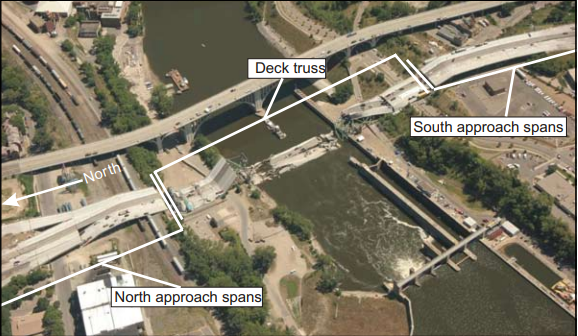 Deck truss
South approach spans
North
North approach spans